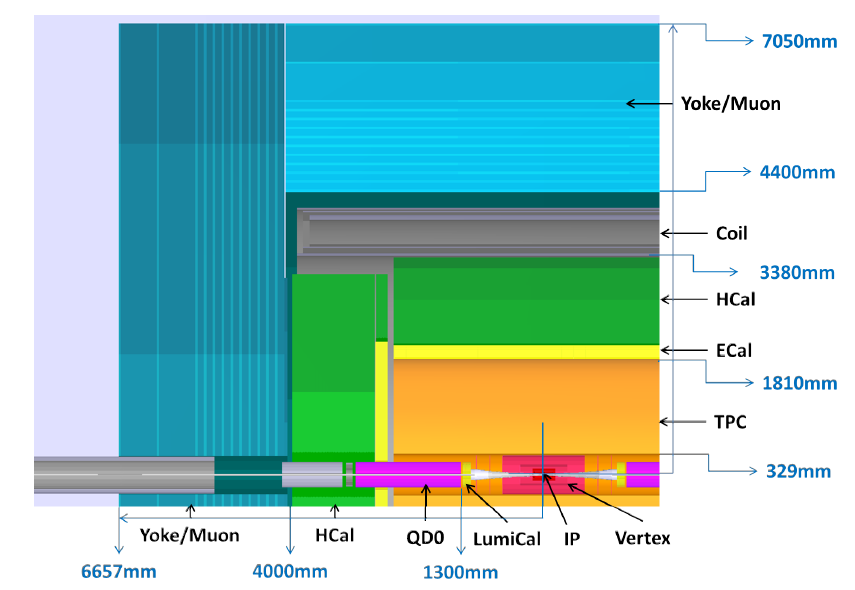 7050mm
Yoke/Muon
4400mm
Coil
3380mm
HCal
ECal
1810mm
TPC
329mm
Yoke/Muon
HCal
QD0
LumiCal
IP
Vertex
6657mm
4000mm
1300mm